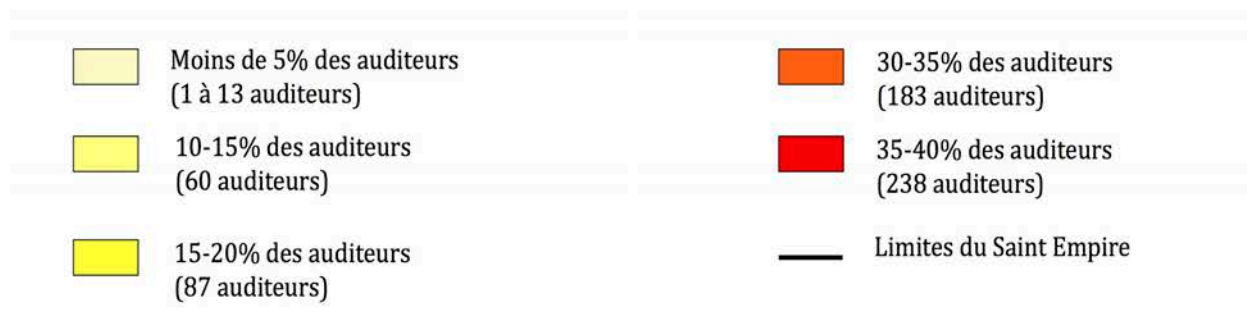 Moins de 5% des auditeurs
(1 à 13 auditeurs)
10-15% des auditeurs
(60 auditeurs)
15-20% des auditeurs
(87 auditeurs)
30-35% des auditeurs
(183 auditeurs)
35-40% des auditeurs
(238 auditeurs)
Limites du Saint Empire